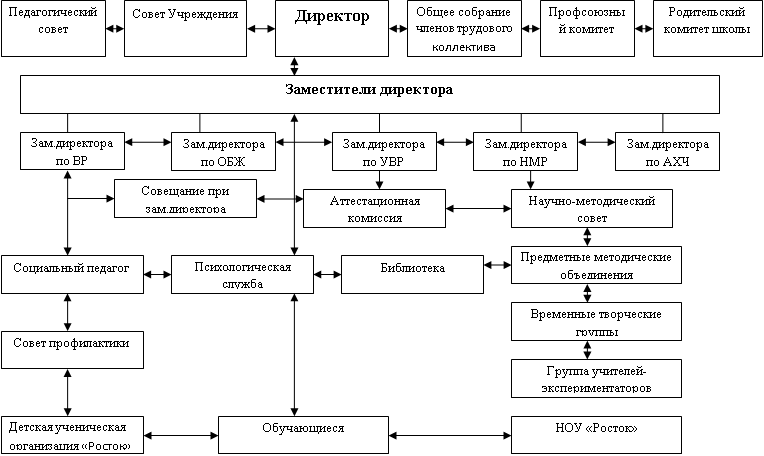 Педагогический
совет
Совет Учреждения
Директор
Общее собрание
членов трудового
коллектива
Профсоюзны
й комитет
Родительский
комитет школы
Заместители директора
Зам.директора
по ВР
Зам.директора
по ОБЖ
Зам.директора
по УВР
Зам.директора
по НМР
Зам.директора
по АХЧ
Совещание при
зам.директора
Аттестационная
комиссия
Научно-методический
совет
Социальный педагог
Психологическая
служба
Библиотека
Предметные методические
объединения
Временные творческие
группы
Совет профилактики
Группа учителей-
экспериментаторов
Детская ученическая
организация «Росток»
Обучающиеся
НОУ «Росток»